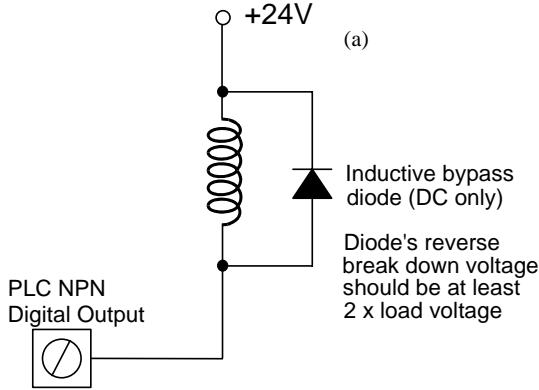 +24V
(a)
Inductive bypass
diode (DC only)
Diode's reverse
break down voltage
should be at least
2 x load voltage
PLC NPN
Digital Output